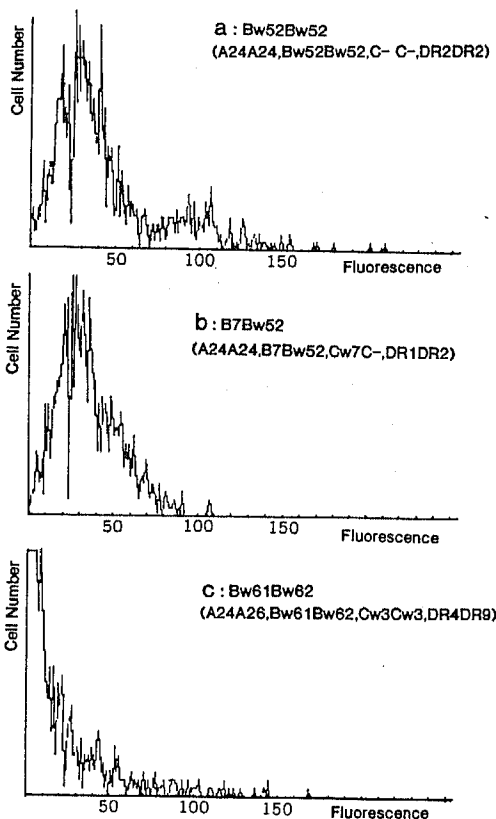 a : Bw52Bw52
(A24A24,Bw52Bw52,C- C-,DR2DR2)
Cell Number
50 100 150
Fluorescence
b : B7Bw52
(A24A24,B7Bw52,Cw7C-,DR1DR2)
Cell Number
50 100 150
Fluorescence
c : Bw61Bw62
(A24A26,Bw61Bw62,Cw3Cw3,DR4DR9)
Cell Number
50 100 150
Fluorescence